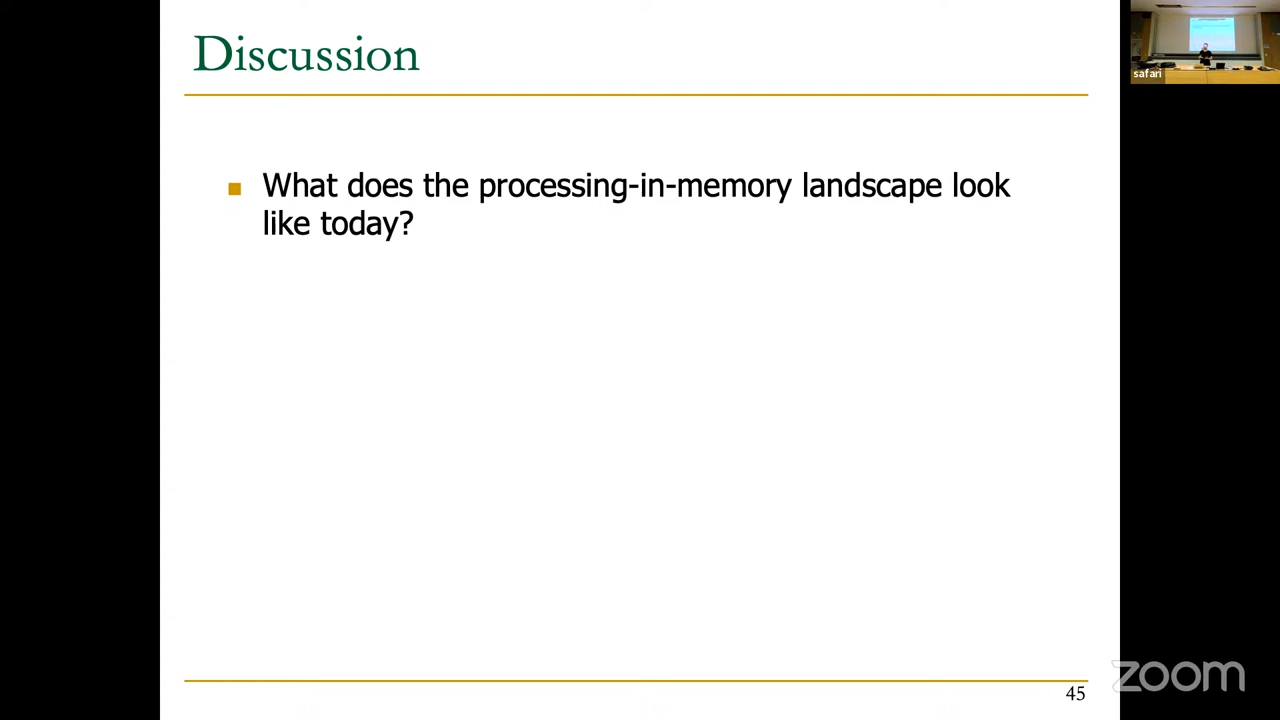 Discussion
What does the processing-in-memory landscape look
like today?
45
safari
zoom